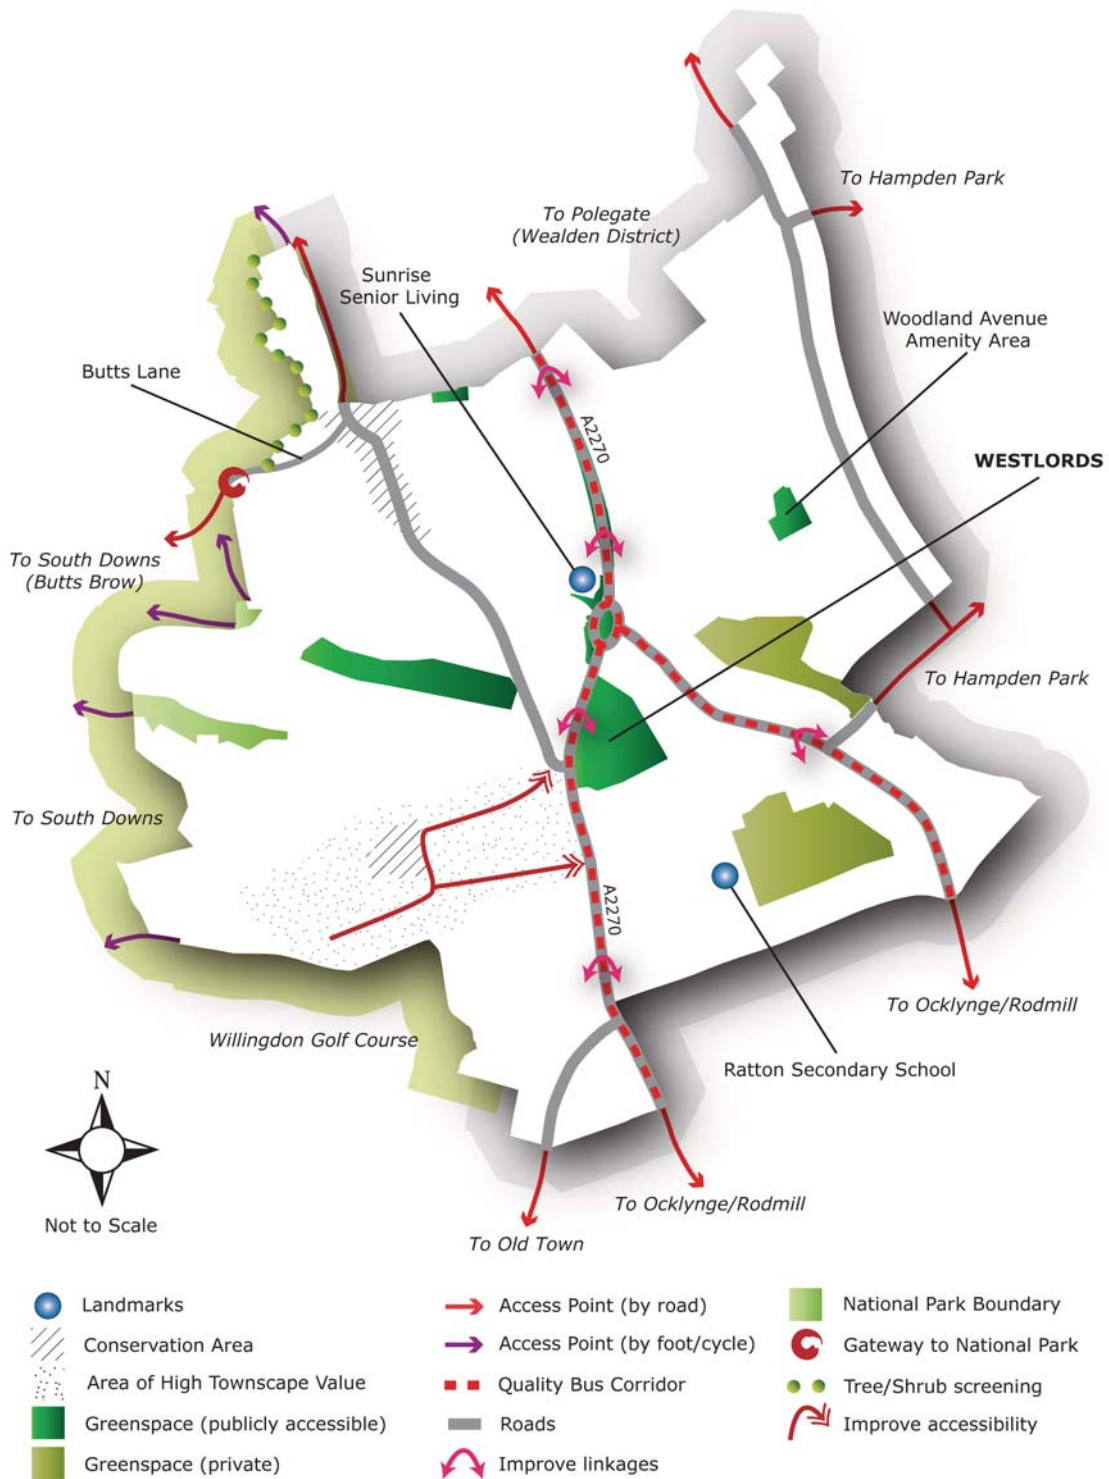 To Hampden Park
To Polegate
(Wealden District)
Sunrise
Senior Living
Woodland Avenue
Amenity Area
Butts Lane
A2270
WESTLORDS
To South Downs
(Butts Brow)
To Hampden Park
To South Downs
A2270
To Ocklynge/Rodmill
Willingdon Golf Course
Ratton Secondary School
N
Not to Scale
To Ocklynge/Rodmill
To Old Town
Landmarks
Conservation Area
Area of High Townscape Value
Greenspace (publicly accessible)
Greenspace (private)
Access Point (by road)
Access Point (by foot/cycle)
Quality Bus Corridor
Roads
Improve linkages
National Park Boundary
Gateway to National Park
Tree/Shrub screening
Improve accessibility